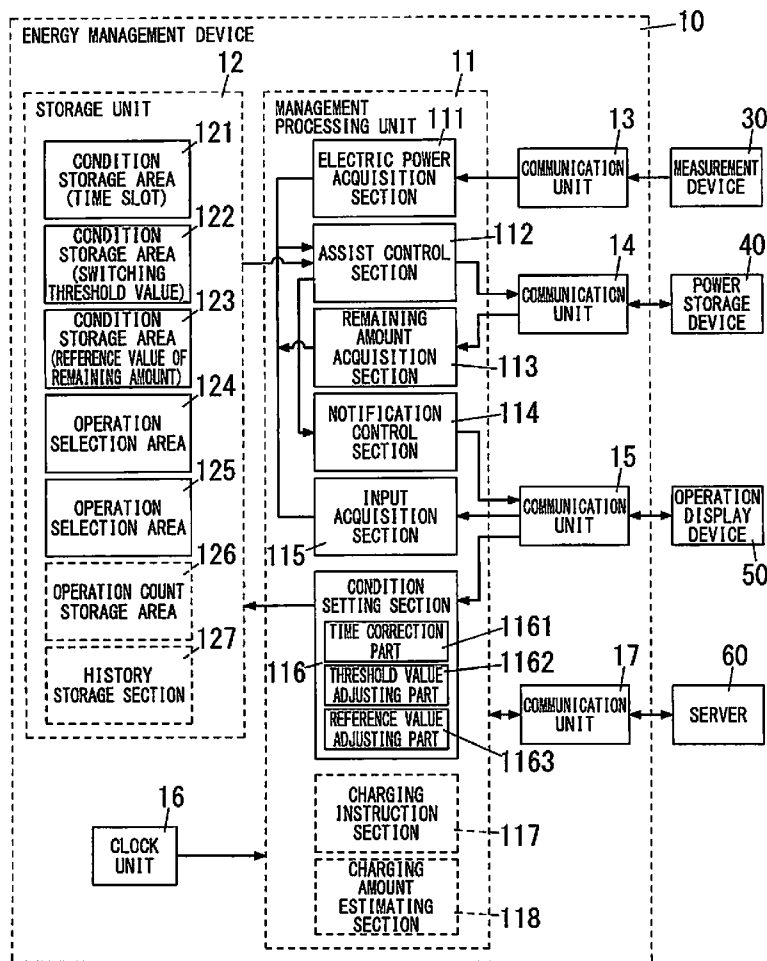 ENERGY MANAGEMENT DEVICE
10
12
STORAGE UNIT
121
CONDITION
STORAGE AREA
(TIME SLOT)
122
CONDITION
STORAGE AREA
(SWITCHING
THRESHOLD VALUE)
123
CONDITION
STORAGE AREA
(REFERENCE VALUE OF
REMAINING AMOUNT)
124
OPERATION
SELECTION AREA
125
OPERATION
SELECTION AREA
126
OPERATION COUNT
STORAGE AREA
127
HISTORY
STORAGE SECTION
16
CLOCK
UNIT
11
MANAGEMENT
PROCESSING UNIT
111
ELECTRIC POWER
ACQUISITION
SECTION
112
ASSIST CONTROL
SECTION
REMAINING
AMOUNT
ACQUISITION
SECTION
113
NOTIFICATION
CONTROL
SECTION
114
INPUT
ACQUISITION
SECTION
115
CONDITION
SETTING SECTION
TIME CORRECTION
PART
1161
116
THRESHOLD VALUE
ADJUSTING PART
1162
REFERENCE VALUE
ADJUSTING PART
1163
CHARGING
INSTRUCTION
SECTION
117
CHARGING
AMOUNT
ESTIMATING
SECTION
118
13
COMMUNICATION
UNIT
30
MEASUREMENT
DEVICE
14
COMMUNICATION
UNIT
40
POWER
STORAGE
DEVICE
15
COMMUNICATION
UNIT
OPERATION
DISPLAY
DEVICE
50
17
COMMUNICATION
UNIT
60
SERVER